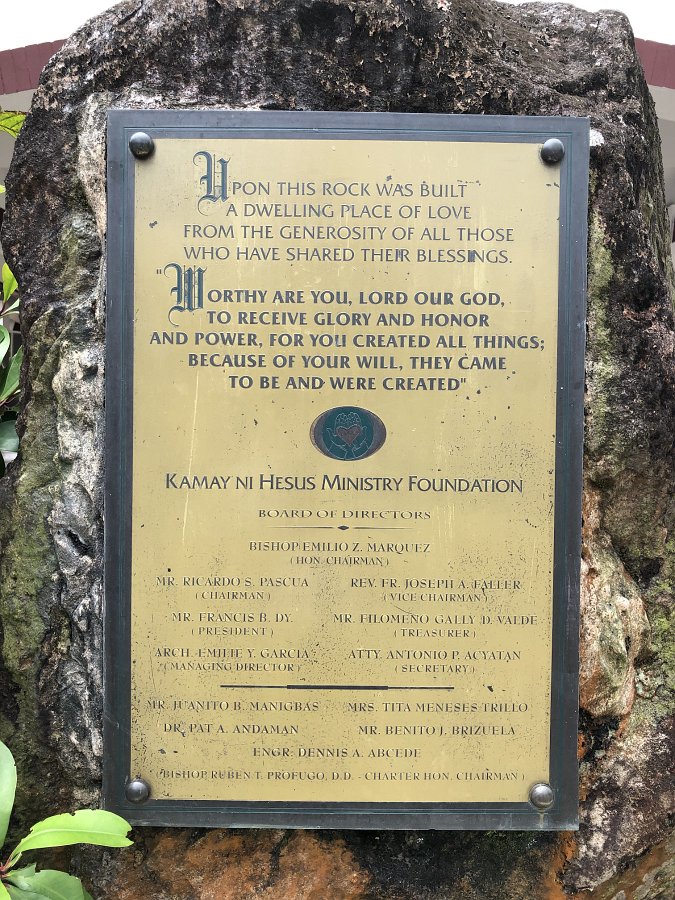 UPON THIS ROCK WAS BUILT
A DWELLING PLACE OF LOVE
FROM THE GENEROSITY OF ALL THOSE
WHO HAVE SHARED THEIR BLESSINGS.
"WORTHY ARE YOU, LORD OUR GOD,
TO RECEIVE GLORY AND HONOR
AND POWER, FOR YOU CREATED ALL THINGS;
BECAUSE OF YOUR WILL, THEY CAME
TO BE AND WERE CREATED"
KAMAY NI HESUS MINISTRY FOUNDATION
BOARD OF DIRECTORS
BISHOP EMILIO Z. MARQUEZ
(HON. CHAIRMAN)
MR. RICARDO S. PASCUA REV. FR. JOSEPH A. FALLER
(CHAIRMAN) (VICE CHAIRMAN)
MR. FRANCIS B. DY. MR. FILOMENO GALLY D. VALDE
(PRESIDENT) (TREASURER)
ARCH. EMILIE Y. GARCIA ATTY. ANTONIO P. ACYATAN
(MANAGING DIRECTOR) (SECRETARY)
MR. JUANITO B. MANIGBAS MRS. TITA MENESES TRILLO
DR. PAT A. ANDAMAN MR. BENITO J. BRIZUELA
ENGR. DENNIS A. ABCEDE
(BISHOP RUBEN T. PROFUGO, D.D. - CHARTER HON. CHAIRMAN)